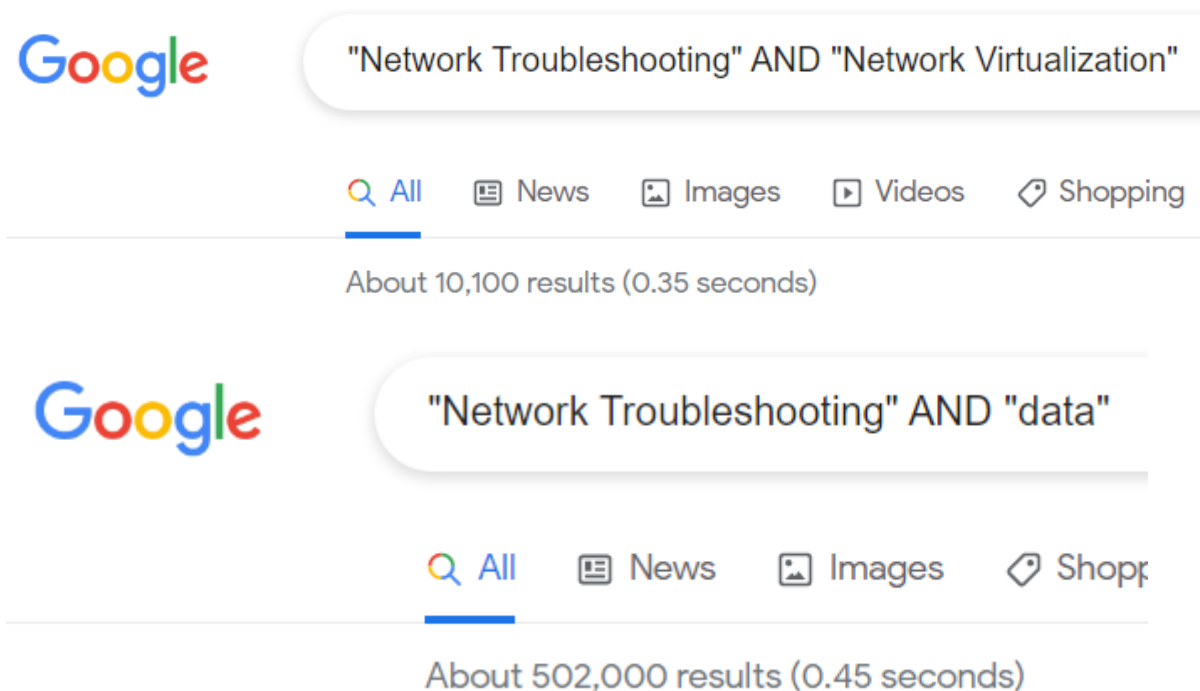 Google "Network Troubleshooting" AND "Network Virtualization"
All News Images Videos Shopping
About 10,100 results (0.35 seconds)
Google "Network Troubleshooting" AND "data"
All News Images Shopp
About 502,000 results (0.45 seconds)